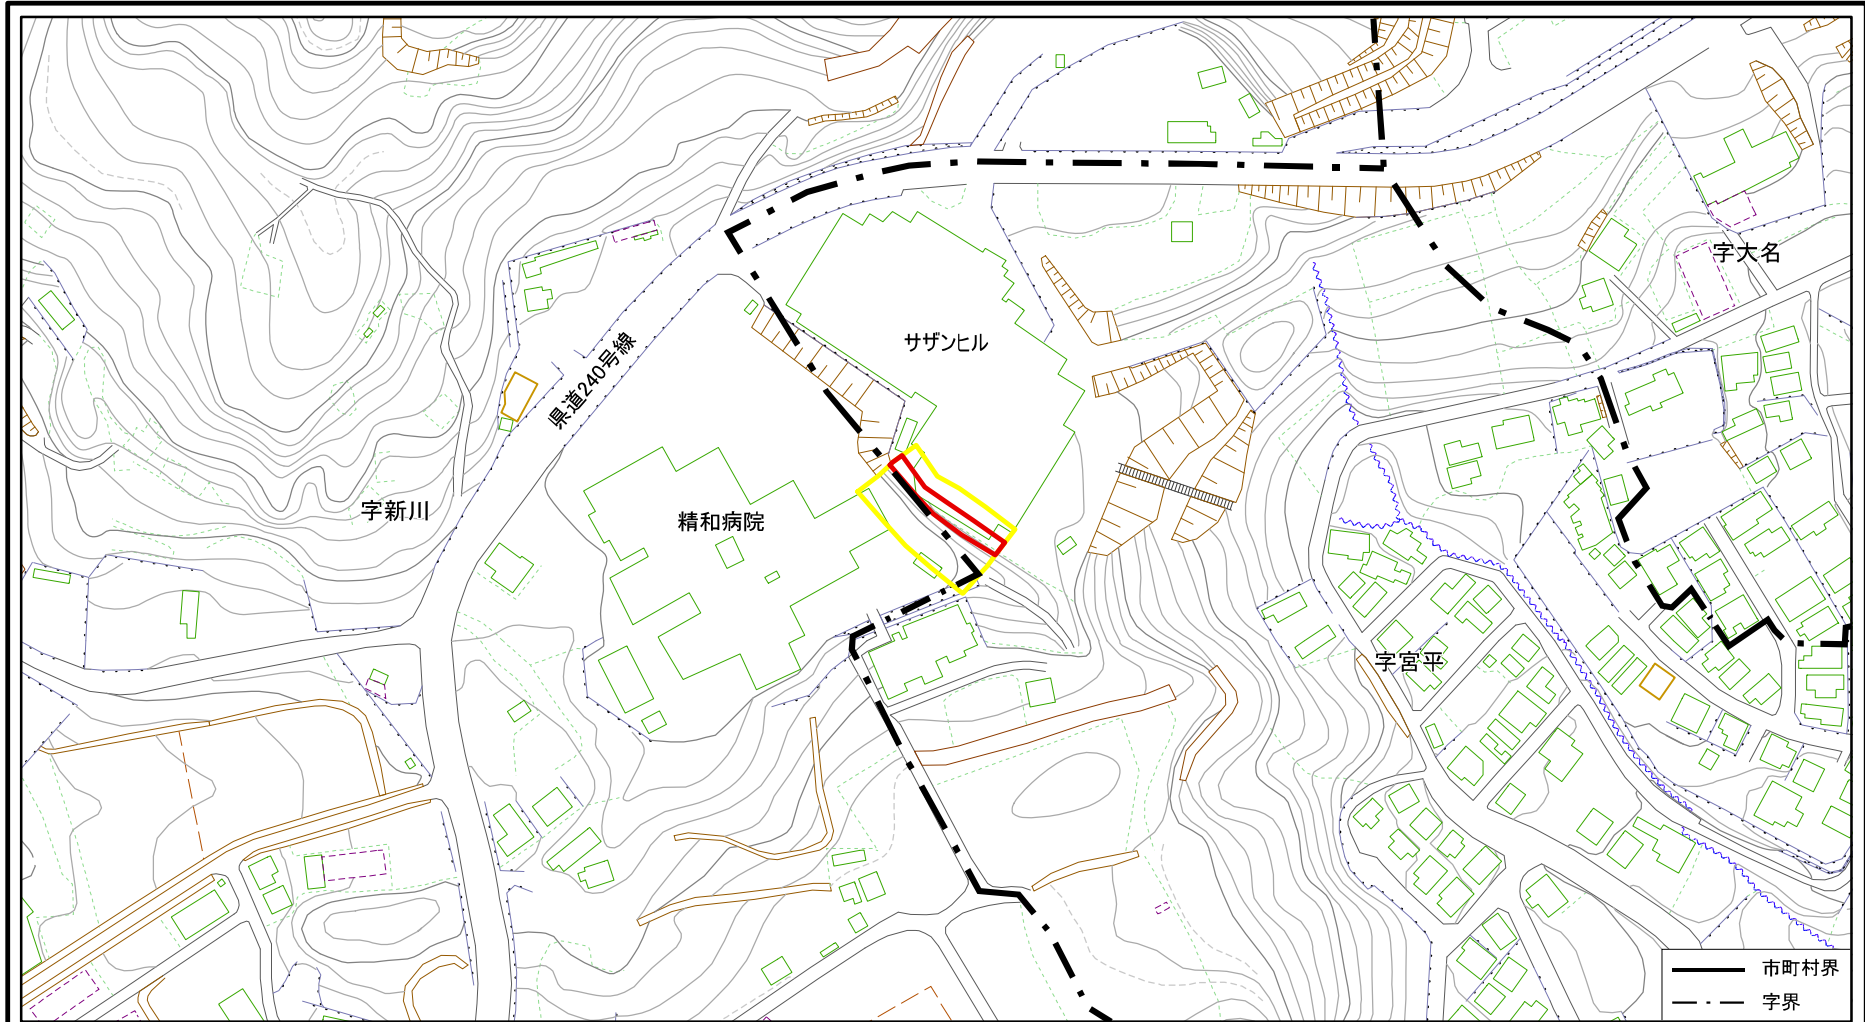 字大名
サザンヒル
県道240号線
字新川
精和病院
字宮平
市町村界
字界